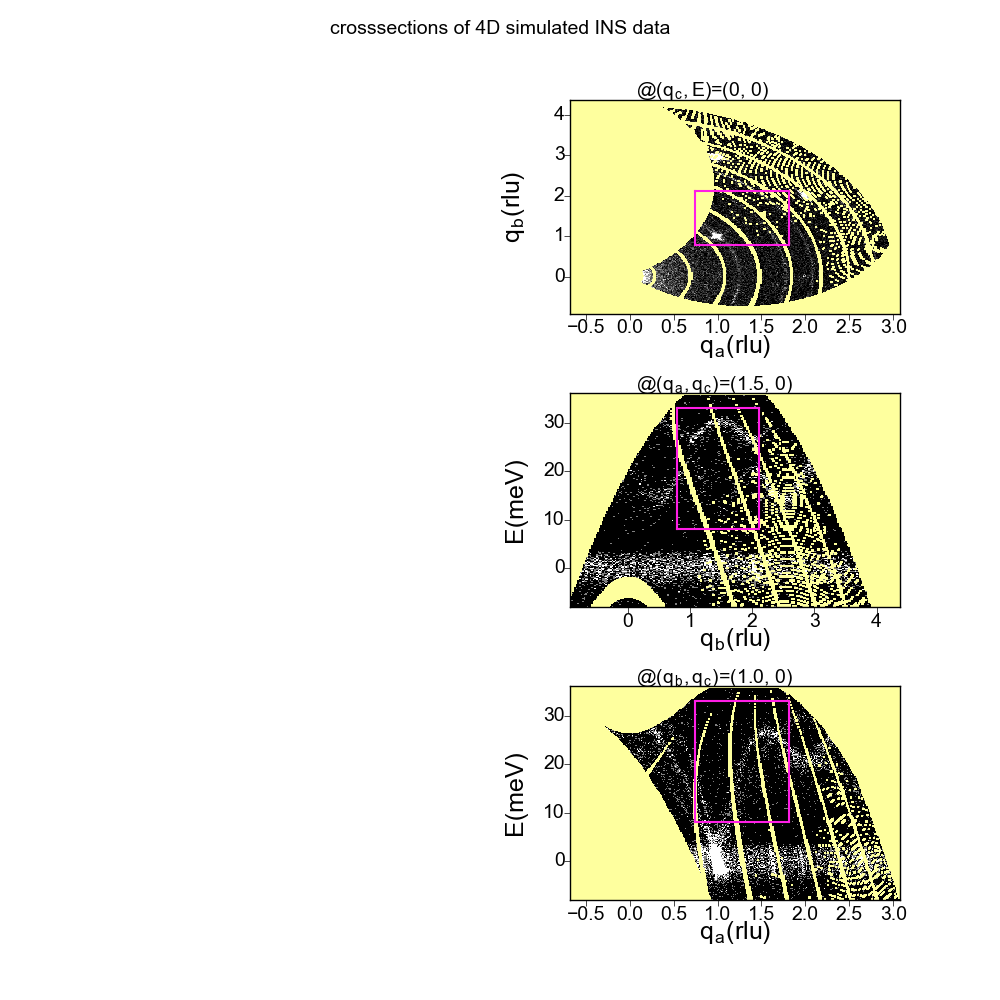 crosssections of 4D simulated INS data
@(qc, E)=(0, 0)
4
3
2
1
0
qb(rlu)
−0.5 0.0 0.5 1.0 1.5 2.0 2.5 3.0
qa(rlu)
@(qa, qc)=(1.5, 0)
30
20
10
0
E(meV)
0 1 2 3 4
qb(rlu)
@(qb, qc)=(1.0, 0)
30
20
10
0
E(meV)
−0.5 0.0 0.5 1.0 1.5 2.0 2.5 3.0
qa(rlu)